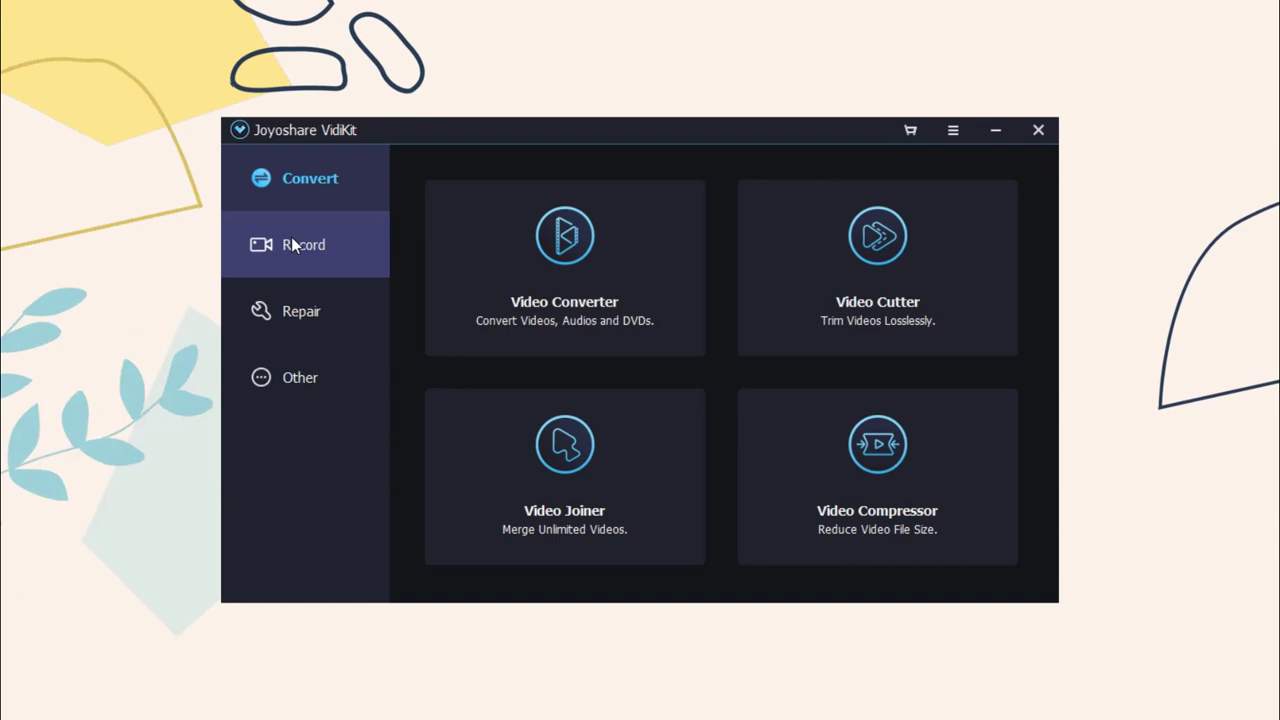 Joyoshare VidiKit
Convert
Record
Repair
Other
Video Converter
Convert Videos, Audios and DVDs.
Video Cutter
Trim Videos Losslessly.
Video Joiner
Merge Unlimited Videos.
Video Compressor
Reduce Video File Size.